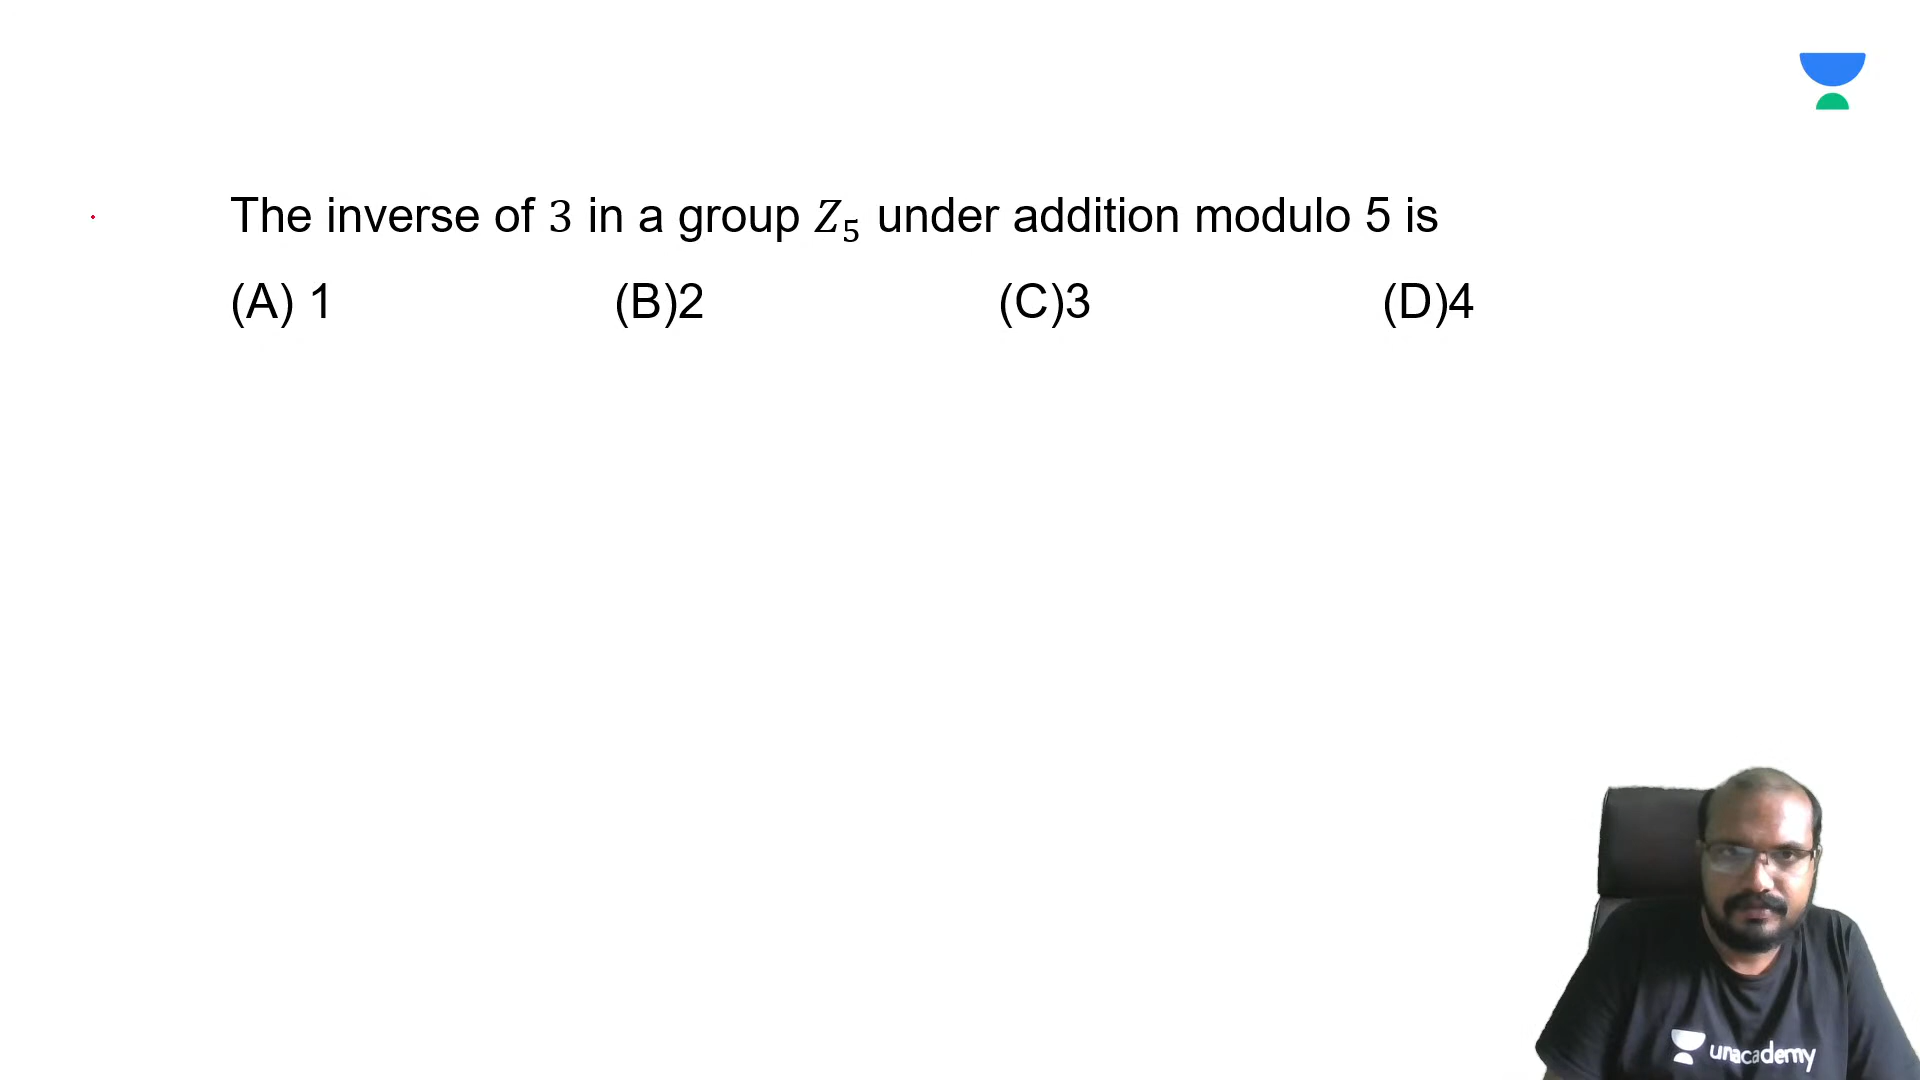 The inverse of 3 in a group Z₅ under addition modulo 5 is
(A) 1 (B)2 (C)3 (D)4
unacademy